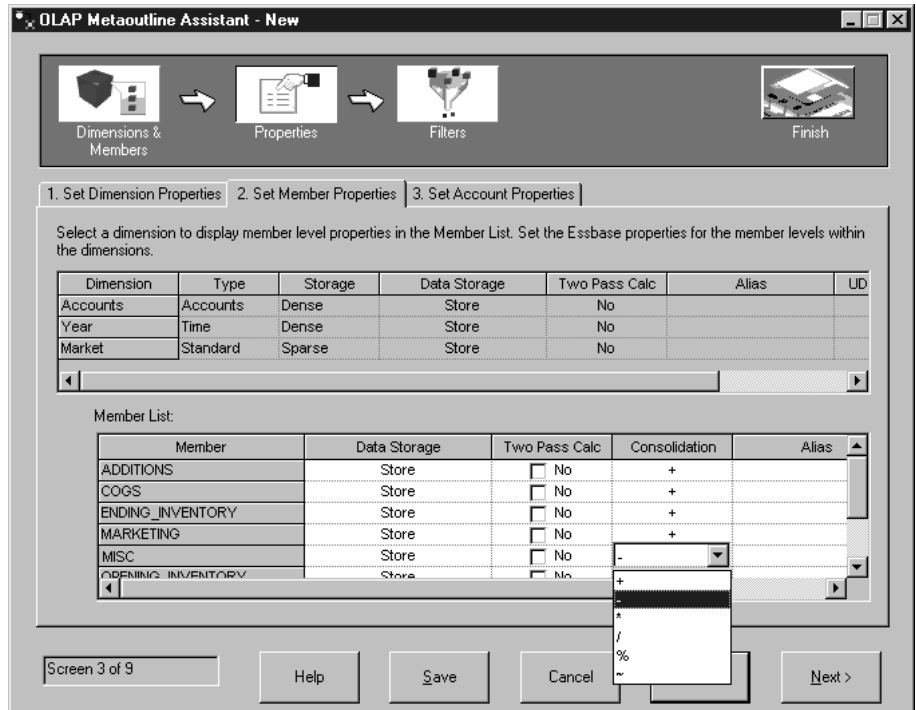 OLAP Metaoutline Assistant - New
Dimensions &
Members
Properties
Filters
Finish
1. Set Dimension Properties
2. Set Member Properties
3. Set Account Properties
Select a dimension to display member level properties in the Member List. Set the Essbase properties for the member levels within
the dimensions.
Dimension Type Storage Data Storage Two Pass Calc Alias UD
Accounts Accounts Dense Store No
Year Time Dense Store No
Market Standard Sparse Store No
Member List:
Member Data Storage Two Pass Calc Consolidation Alias
ADDITIONS Store No +
COGS Store No +
ENDING_INVENTORY Store No +
MARKETING Store No +
MISC Store No -
OPENING_INVENTORY Store No
+
-
*
/
%
~
Screen 3 of 9
Help
Save
Cancel
Next >